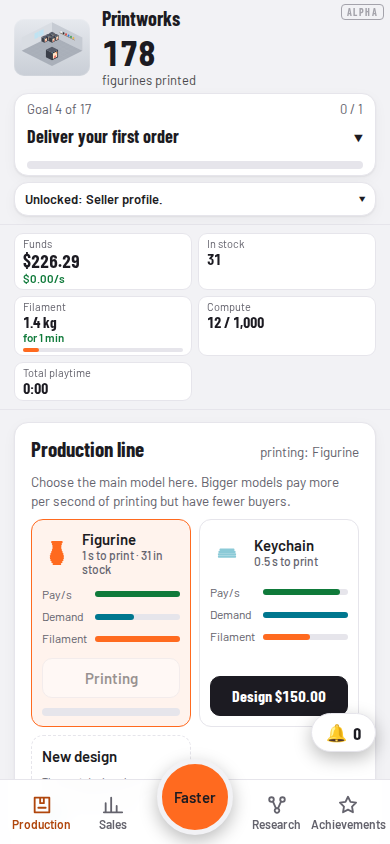 Printworks
ALPHA
178
figurines printed
Goal 4 of 17
0 / 1
Deliver your first order
Unlocked: Seller profile.
Funds
$226.29
$0.00/s
In stock
31
Filament
1.4 kg
for 1 min
Compute
12 / 1,000
Total playtime
0:00
Production line
printing: Figurine
Choose the main model here. Bigger models pay more
per second of printing but have fewer buyers.
Figurine
1 s to print · 31 in
stock
Pay/s
Demand
Filament
Printing
Keychain
0.5 s to print
Pay/s
Demand
Filament
Design $150.00
0
New design
Faster
Production
Sales
Research
Achievements